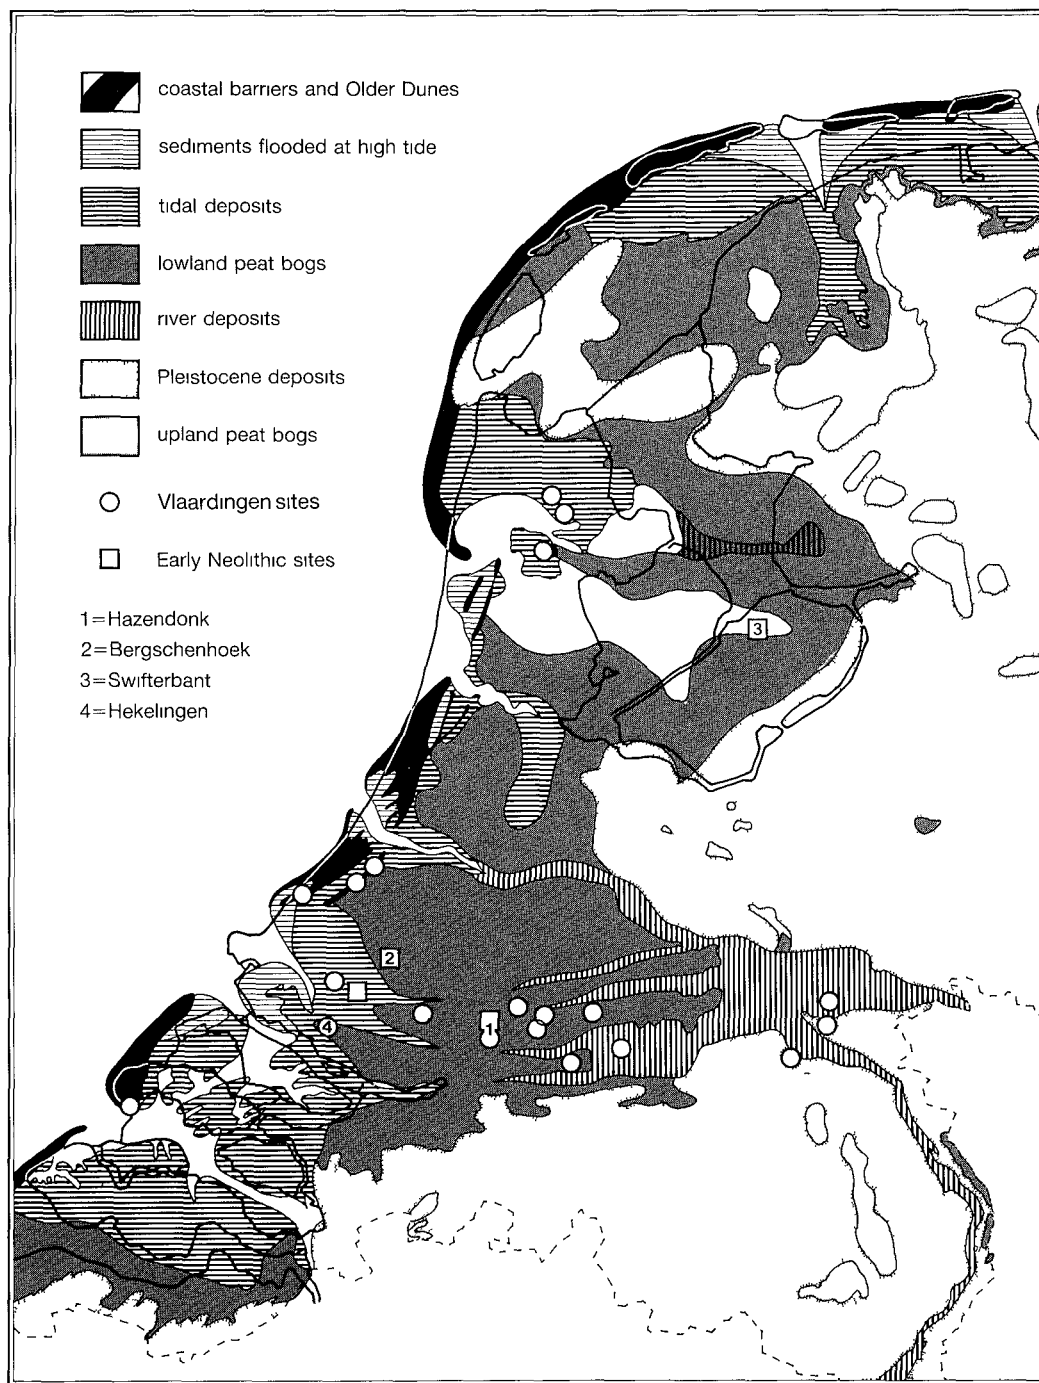 coastal barriers and Older Dunes
sediments flooded at high tide
tidal deposits
lowland peat bogs
river deposits
Pleistocene deposits
upland peat bogs
Vlaardingen sites
Early Neolithic sites
1=Hazendonk
2=Bergschenhoek
3=Swifterbant
4=Hekelingen
3
2
4
1